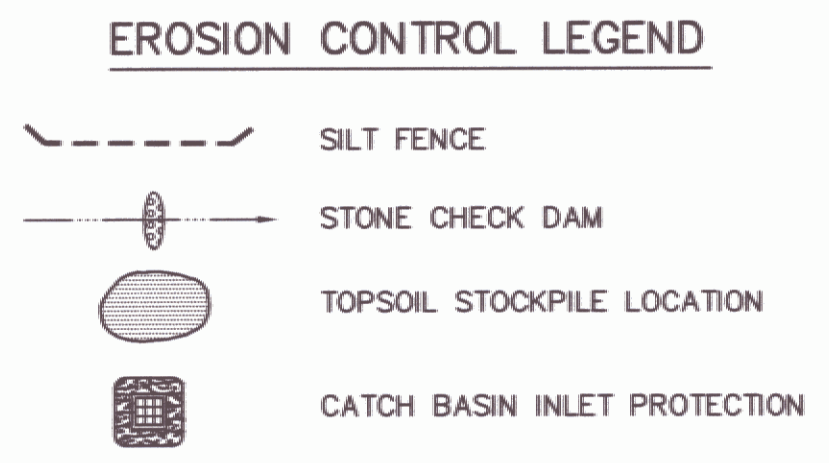 EROSION CONTROL LEGEND
SILT FENCE
STONE CHECK DAM
TOPSOIL STOCKPILE LOCATION
CATCH BASIN INLET PROTECTION